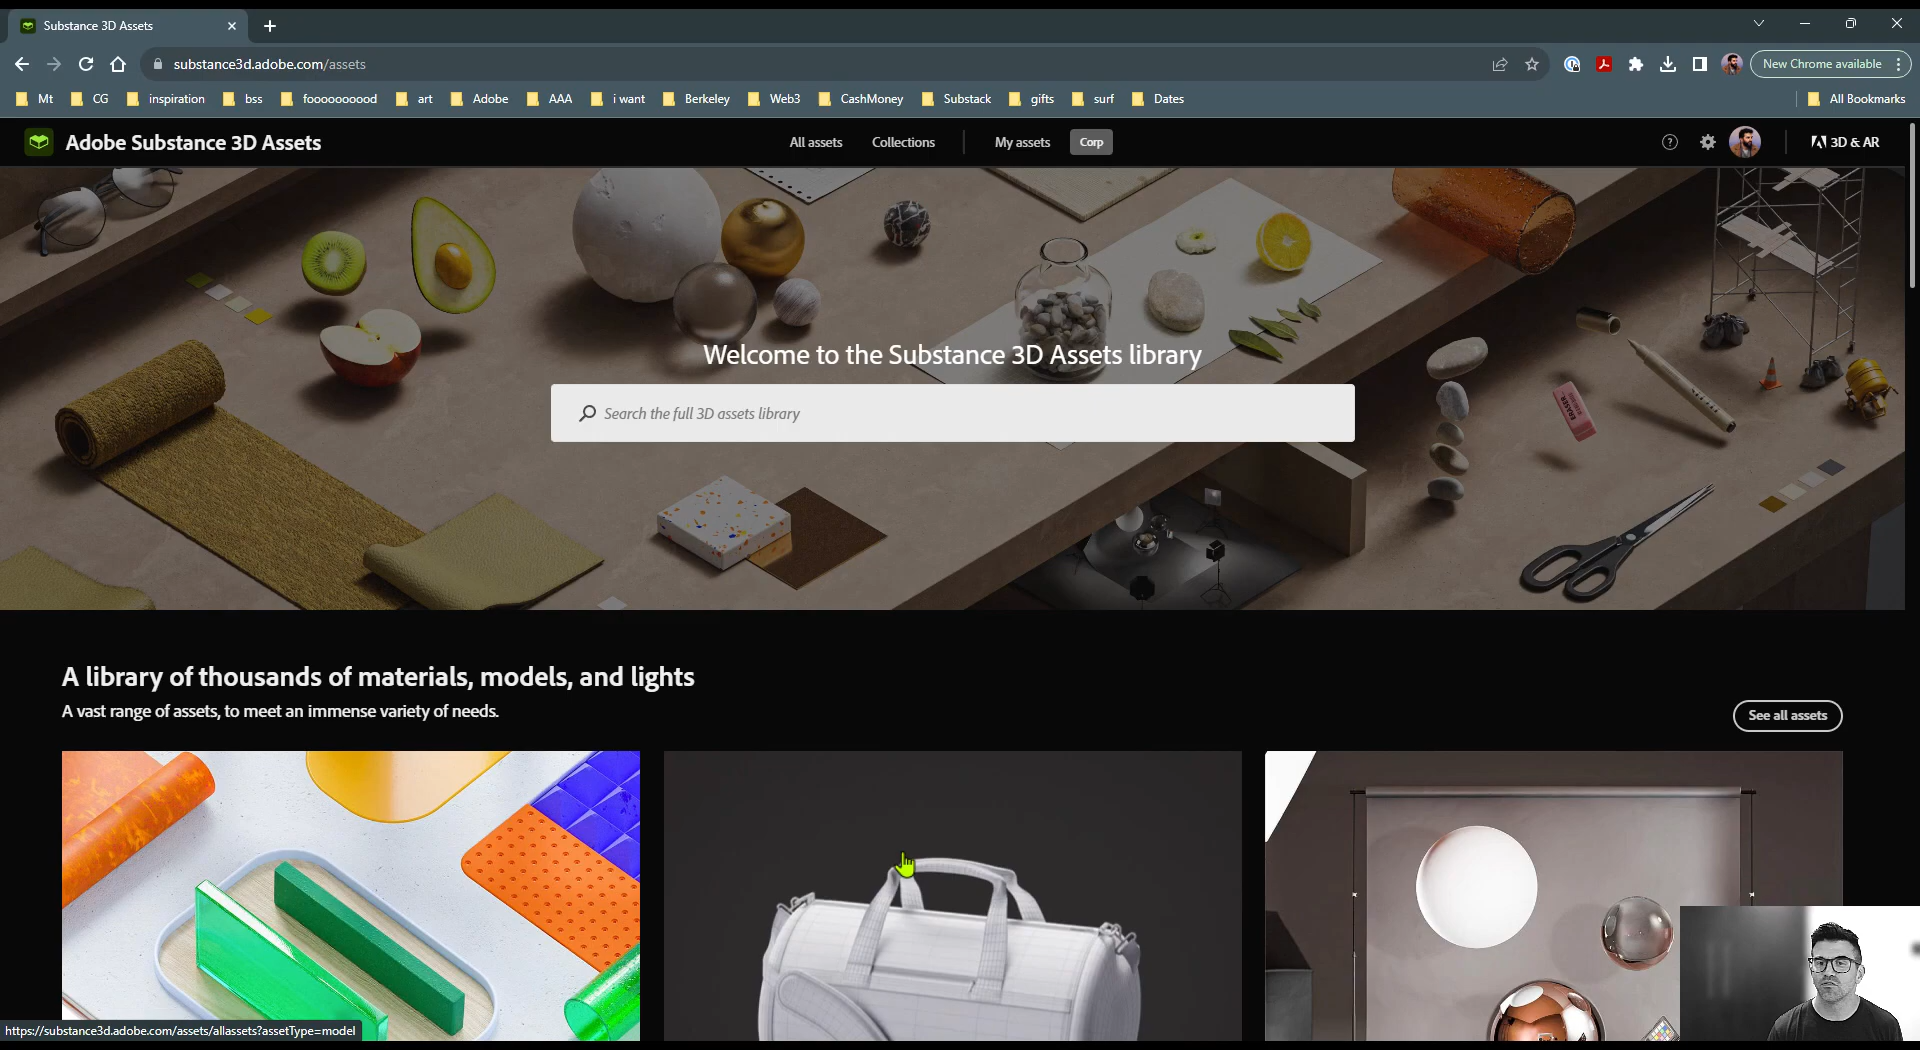 Substance 3D Assets
substance3d.adobe.com/assets
New Chrome available
Mt CG inspiration bss foooooooood art Adobe AAA i want Berkeley Web3 CashMoney Substack gifts surf Dates All Bookmarks
Adobe Substance 3D Assets All assets Collections My assets Corp 3D & AR
Welcome to the Substance 3D Assets library
Search the full 3D assets library
ERASER
A library of thousands of materials, models, and lights
A vast range of assets, to meet an immense variety of needs.
See all assets
https://substance3d.adobe.com/assets/allassets?assetType=model